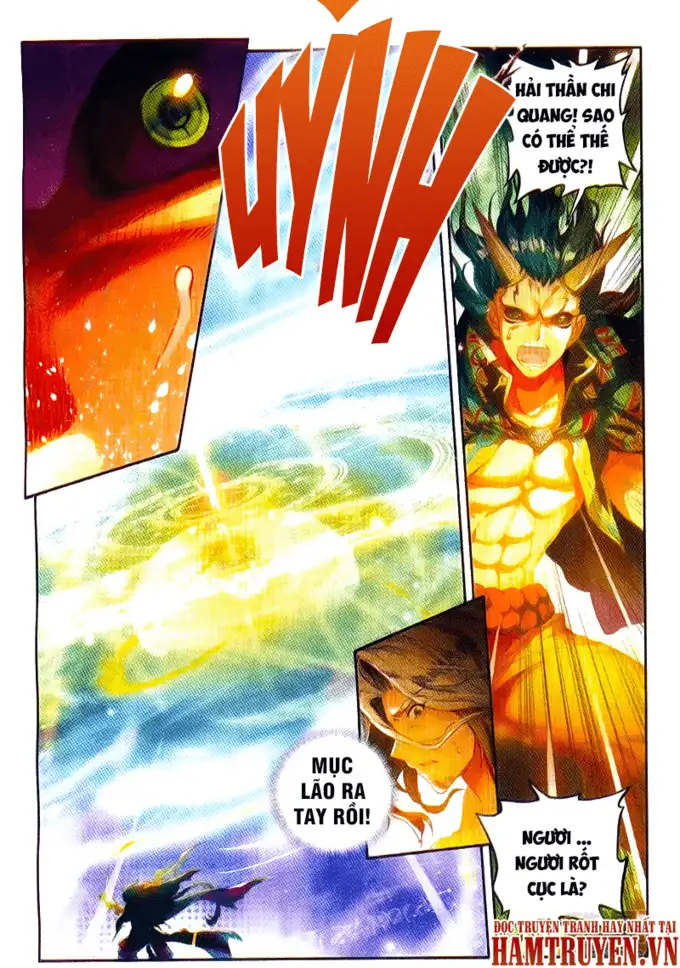 UỲNH
HẢI THẦN CHI
QUANG! SAO
CÓ THỂ THẾ
ĐƯỢC?!
MỤC
LÃO RA
TAY RỒI!
NGƯƠI ...
NGƯƠI RỐT
CỤC LÀ?
ĐỌC TRUYỆN TRANH HAY NHẤT TẠI
HAMTRUYEN.VN